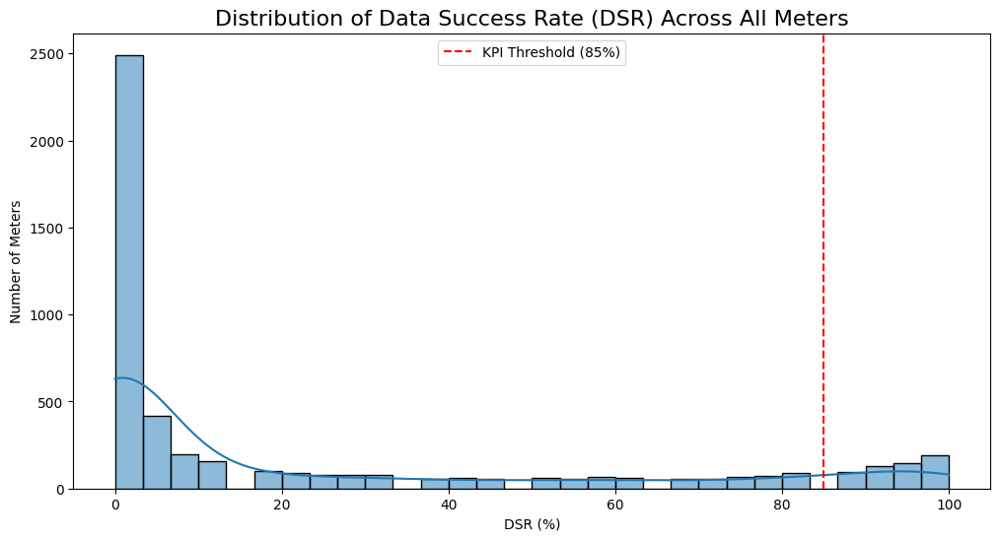 Distribution of Data Success Rate (DSR) Across All Meters
KPI Threshold (85%)
Number of Meters
2500
2000
1500
1000
500
0
0 20 40 60 80 100
DSR (%)